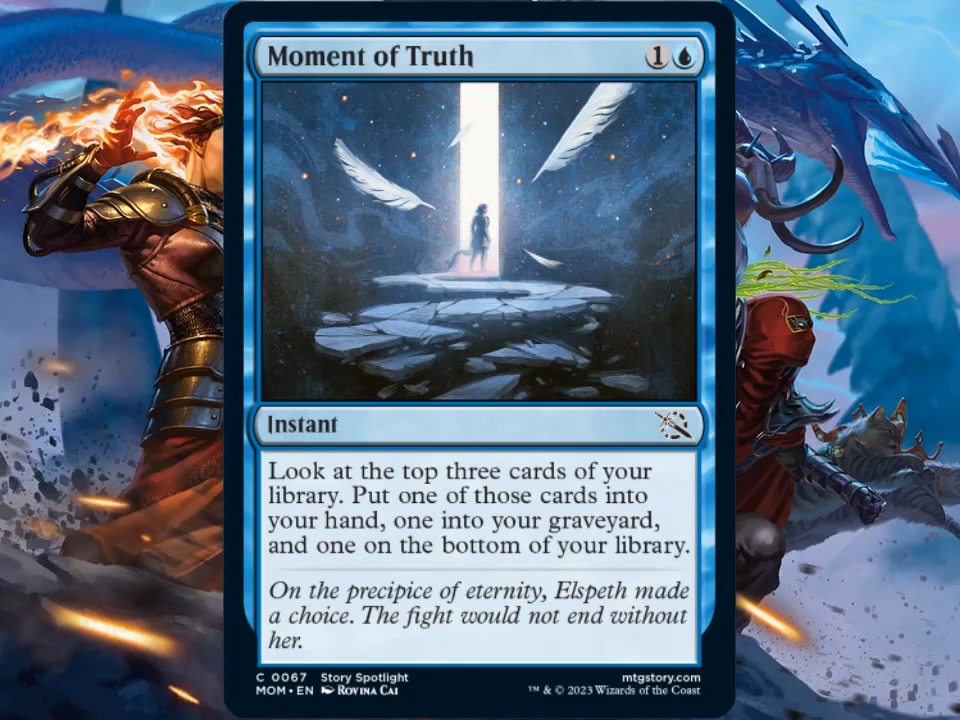 Moment of Truth 1
Instant
Look at the top three cards of your
library. Put one of those cards into
your hand, one into your graveyard,
and one on the bottom of your library.
On the precipice of eternity, Elspeth made
a choice. The fight would not end without
her.
C 0067 Story Spotlight mtgstory.com
MOM • EN Rovina Cai ™ & © 2023 Wizards of the Coast